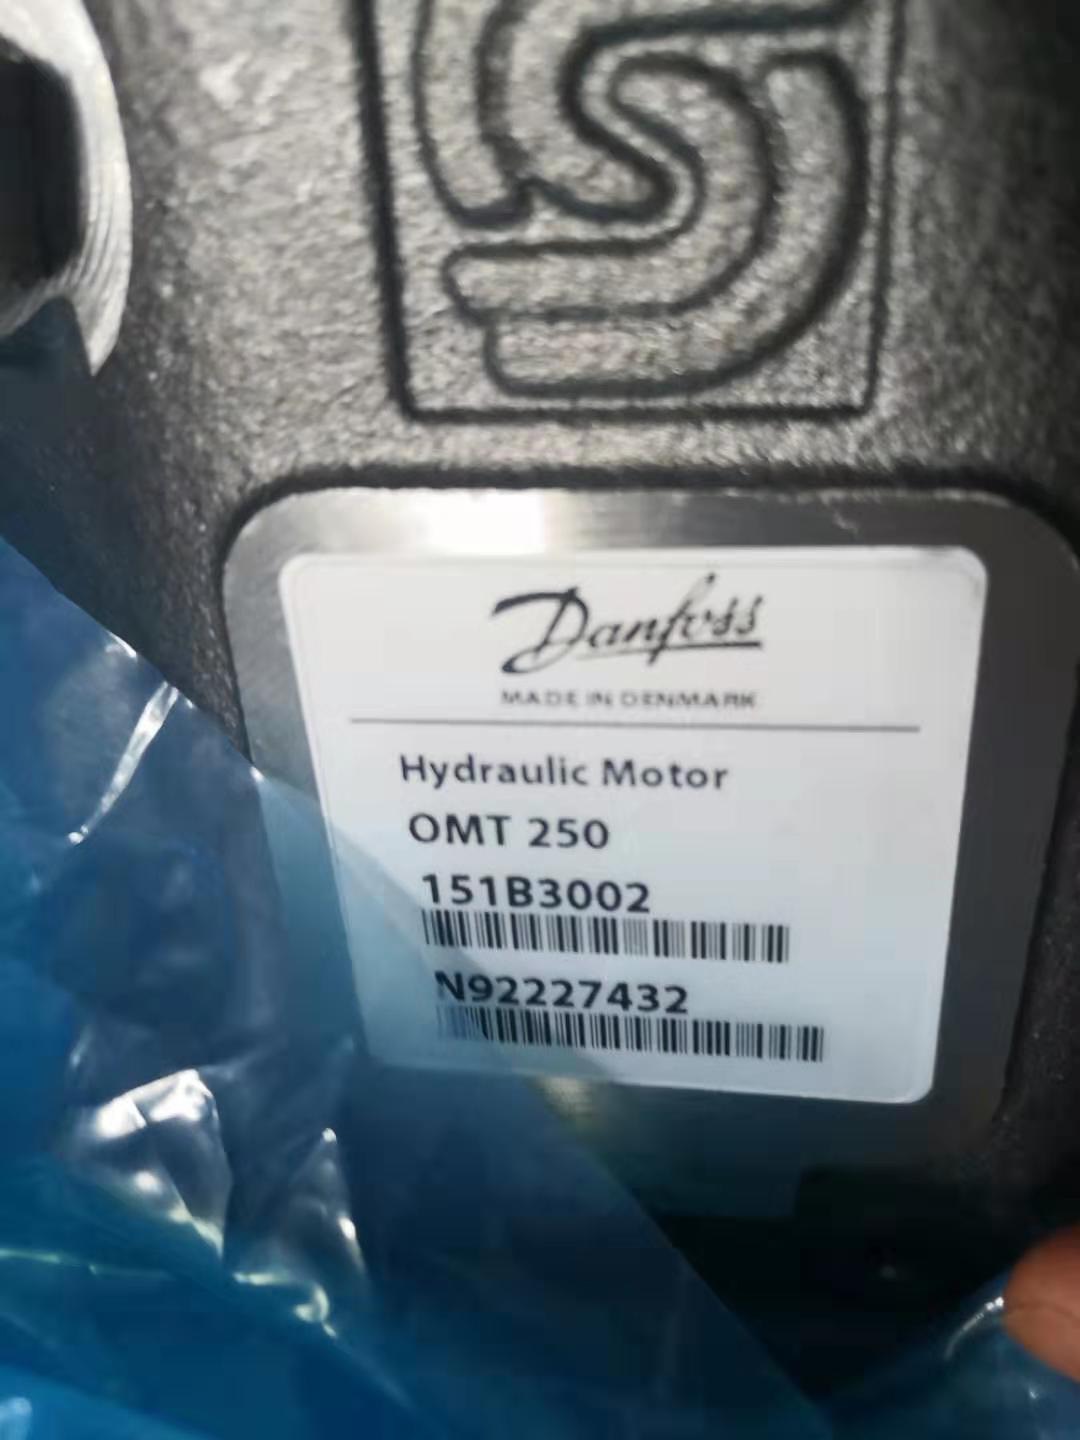 Danfoss
MADE IN DENMARK
Hydraulic Motor
OMT 250
151B3002
N92227432